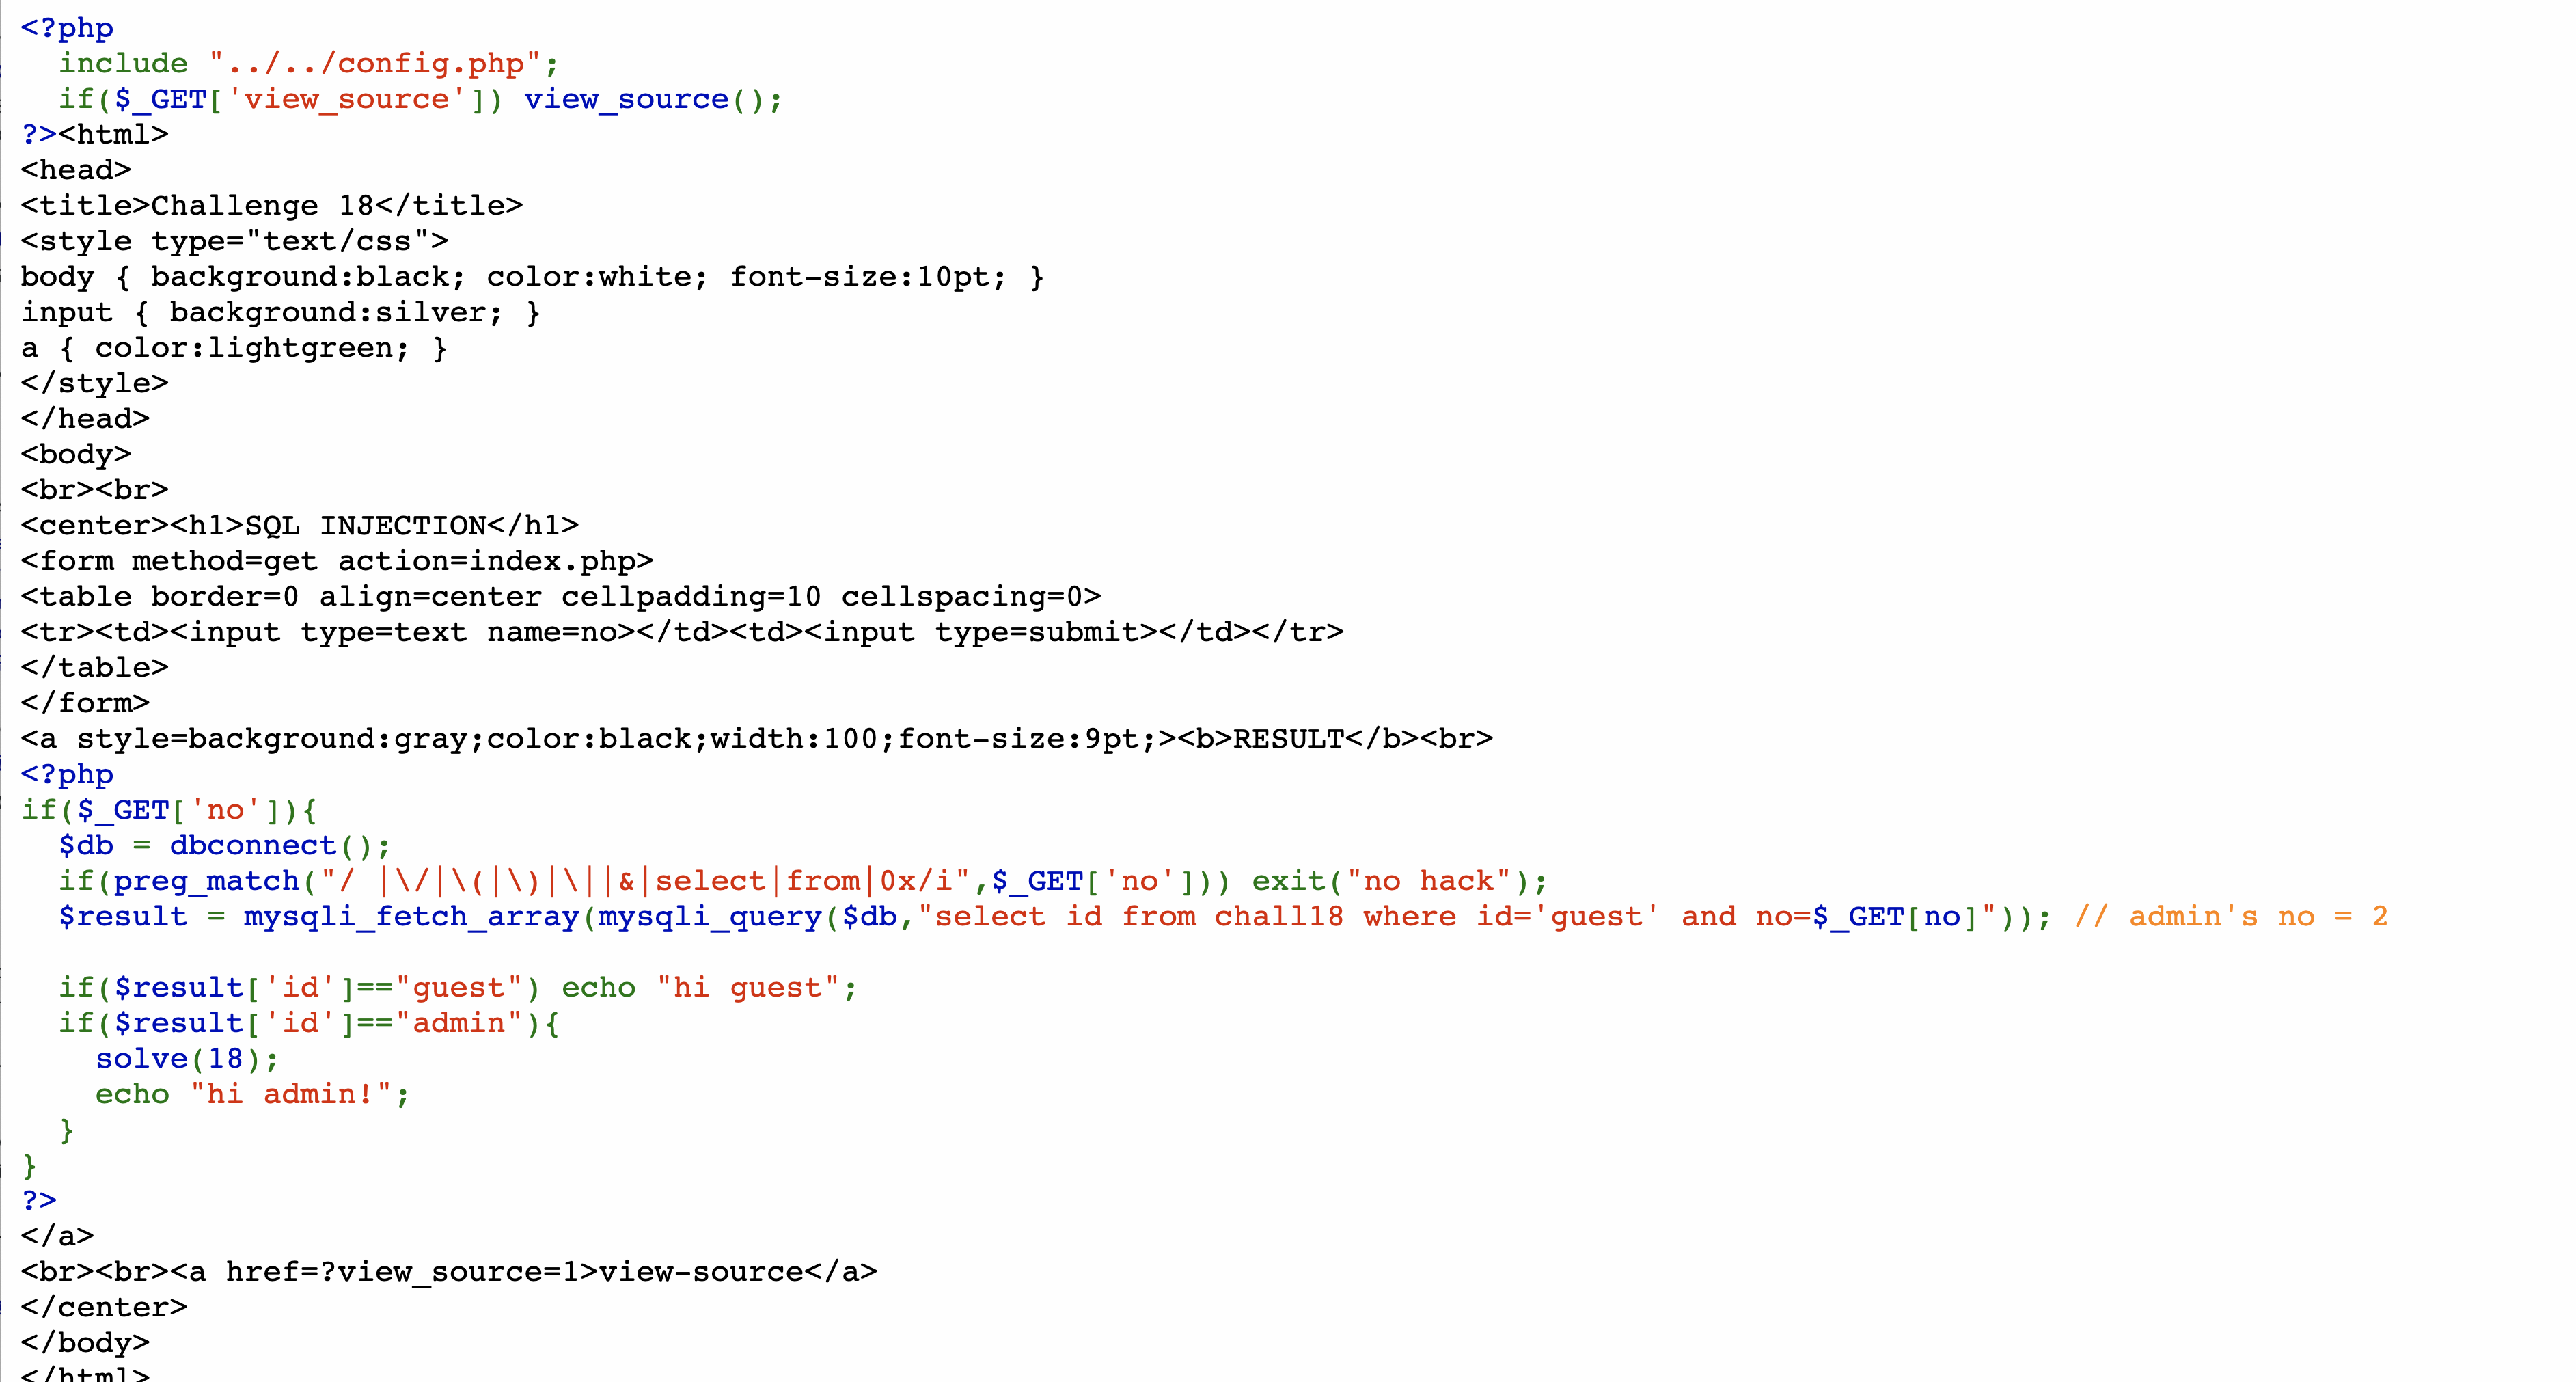 <?php
  include "../../config.php";
  if($_GET['view_source']) view_source();
?><html>
<head>
<title>Challenge 18</title>
<style type="text/css">
body { background:black; color:white; font-size:10pt; }
input { background:silver; }
a { color:lightgreen; }
</style>
</head>
<body>
<br><br>
<center><h1>SQL INJECTION</h1>
<form method=get action=index.php>
<table border=0 align=center cellpadding=10 cellspacing=0>
<tr><td><input type=text name=no></td><td><input type=submit></td></tr>
</table>
</form>
<a style=background:gray;color:black;width:100;font-size:9pt;><b>RESULT</b><br>
<?php
if($_GET['no']){
  $db = dbconnect();
  if(preg_match("/ |\/|\(|\)|\||&|select|from|0x/i",$_GET['no'])) exit("no hack");
  $result = mysqli_fetch_array(mysqli_query($db,"select id from chall18 where id='guest' and no=$_GET[no]")); // admin's no = 2

  if($result['id']=="guest") echo "hi guest";
  if($result['id']=="admin"){
    solve(18);
    echo "hi admin!";
  }
}
?>
</a>
<br><br><a href=?view_source=1>view-source</a>
</center>
</body>
</html>